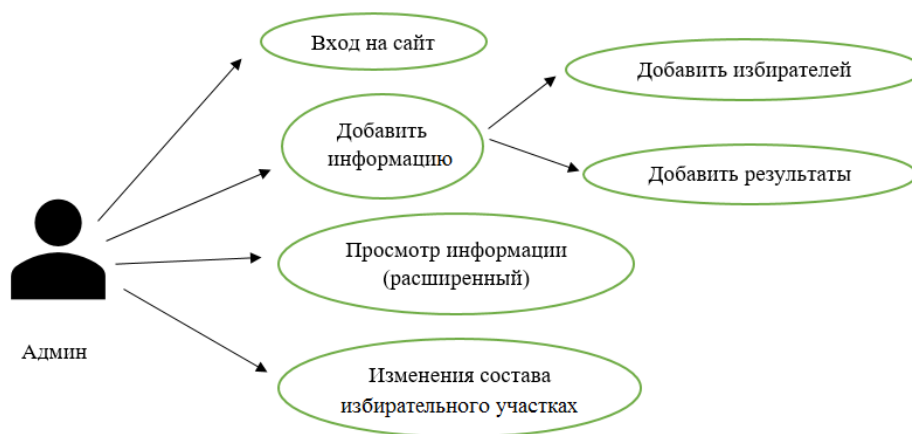 Вход на сайт
Добавить избирателей
Добавить
информацию
Добавить результаты
Просмотр информации
(расширенный)
Админ
Изменения состава
избирательного участках